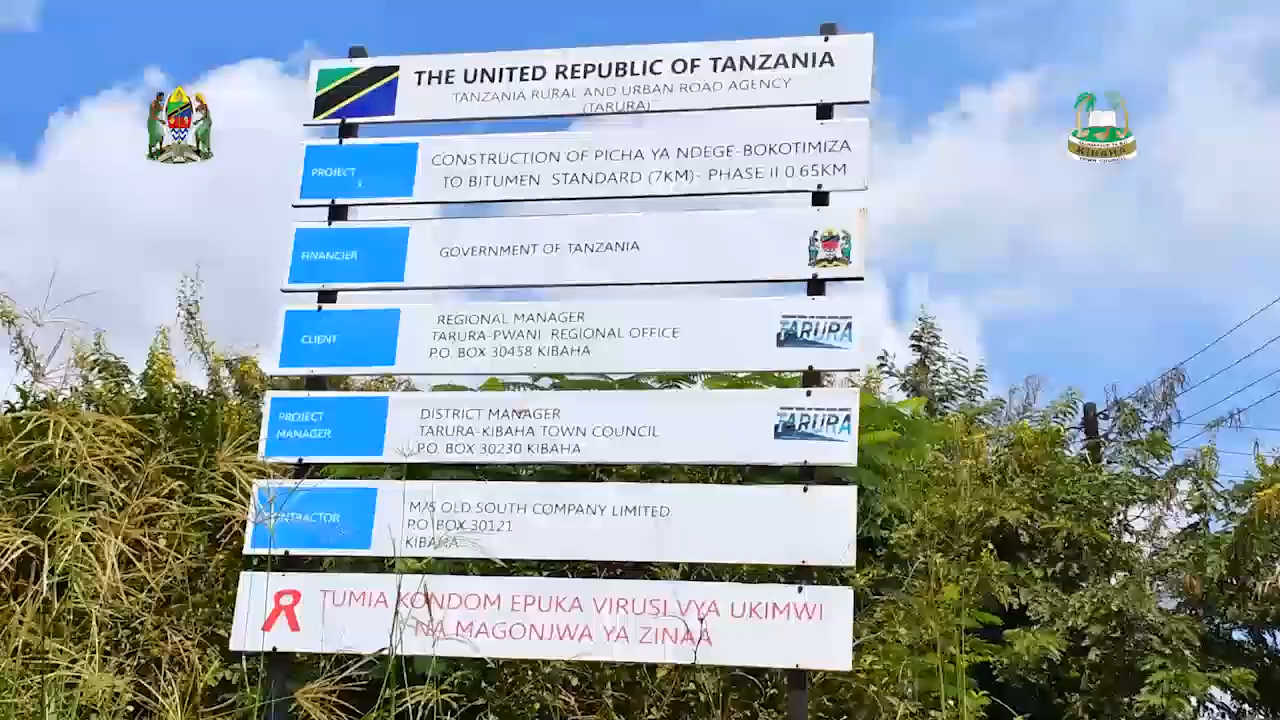 THE UNITED REPUBLIC OF TANZANIA
TANZANIA RURAL AND URBAN ROAD AGENCY
(TARURA)
PROJECT
CONSTRUCTION OF PICHA YA NDEGE-BOKOTIMIZA
TO BITUMEN STANDARD (7KM)- PHASE II 0.65KM
FINANCIER
GOVERNMENT OF TANZANIA
CLIENT
REGIONAL MANAGER
TARURA-PWANI REGIONAL OFFICE
P.O. BOX 30458 KIBAHA
TARURA
PROJECT
MANAGER
DISTRICT MANAGER
TARURA-KIBAHA TOWN COUNCIL
P.O. BOX 30230 KIBAHA
TARURA
CONTRACTOR
M/S OLD SOUTH COMPANY LIMITED
P.O BOX 30121
KIBAHA
TUMIA KONDOM EPUKA VIRUSI VYA UKIMWI
NA MAGONJWA YA ZINAA
KIBAHA
TOWN COUNCIL